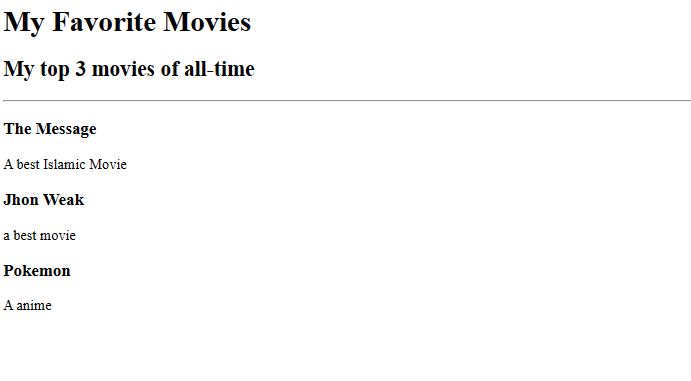 My Favorite Movies
My top 3 movies of all-time
The Message
A best Islamic Movie
Jhon Weak
a best movie
Pokemon
A anime